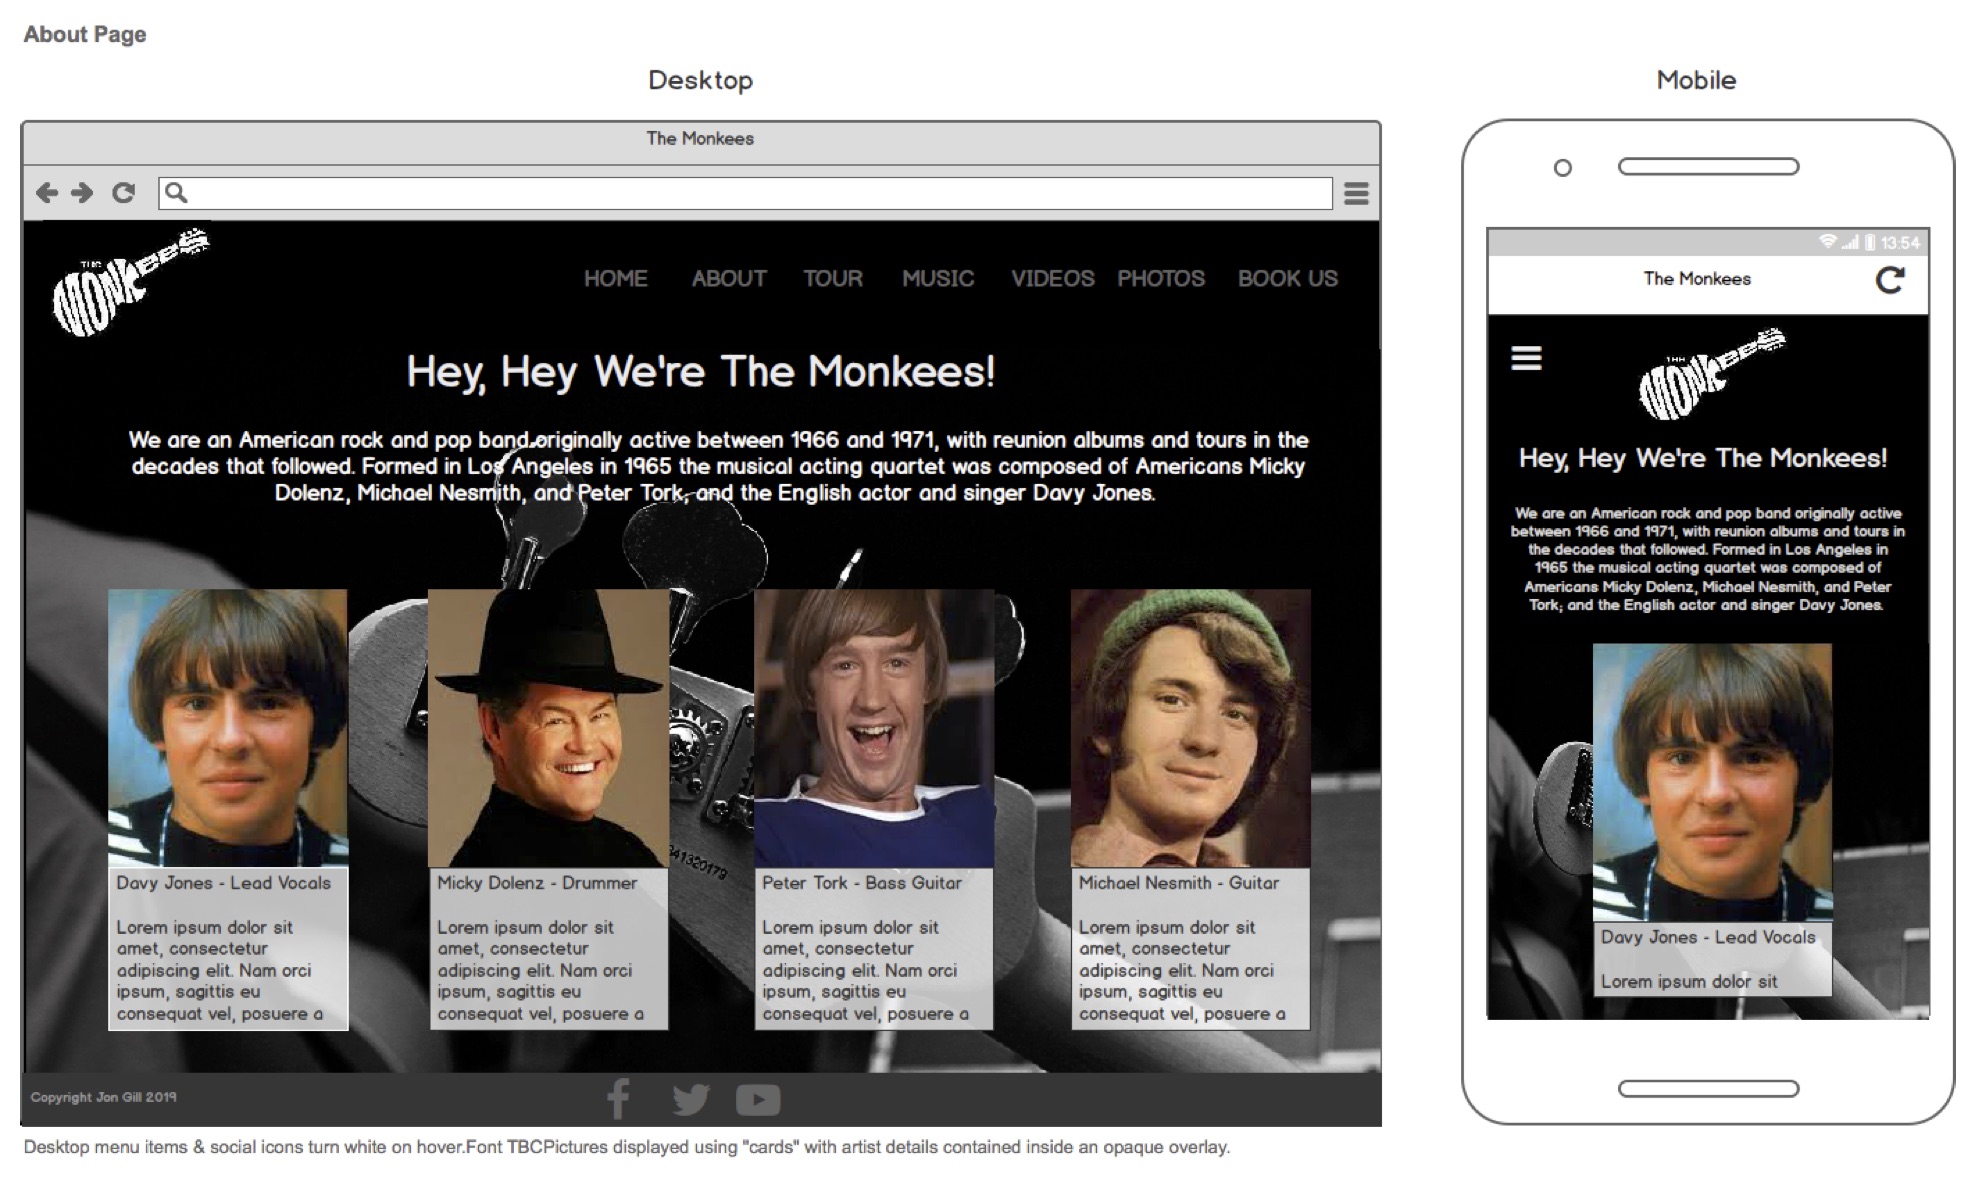 About Page
Desktop
Mobile
The Monkees
THE
MONKEES
HOME ABOUT TOUR MUSIC VIDEOS PHOTOS BOOK US
Hey, Hey We're The Monkees!
We are an American rock and pop band originally active between 1966 and 1971, with reunion albums and tours in the
decades that followed. Formed in Los Angeles in 1965 the musical acting quartet was composed of Americans Micky
Dolenz, Michael Nesmith, and Peter Tork; and the English actor and singer Davy Jones.
341320179
Davy Jones - Lead Vocals
Lorem ipsum dolor sit
amet, consectetur
adipiscing elit. Nam orci
ipsum, sagittis eu
consequat vel, posuere a
Micky Dolenz - Drummer
Lorem ipsum dolor sit
amet, consectetur
adipiscing elit. Nam orci
ipsum, sagittis eu
consequat vel, posuere a
Peter Tork - Bass Guitar
Lorem ipsum dolor sit
amet, consectetur
adipiscing elit. Nam orci
ipsum, sagittis eu
consequat vel, posuere a
Michael Nesmith - Guitar
Lorem ipsum dolor sit
amet, consectetur
adipiscing elit. Nam orci
ipsum, sagittis eu
consequat vel, posuere a
Copyright Jon Gill 2019
13:54
The Monkees
THE
MONKEES
Hey, Hey We're The Monkees!
We are an American rock and pop band originally active
between 1966 and 1971, with reunion albums and tours in
the decades that followed. Formed in Los Angeles in
1965 the musical acting quartet was composed of
Americans Micky Dolenz, Michael Nesmith, and Peter
Tork; and the English actor and singer Davy Jones.
Davy Jones - Lead Vocals
Lorem ipsum dolor sit
Desktop menu items & social icons turn white on hover.Font TBCPictures displayed using "cards" with artist details contained inside an opaque overlay.